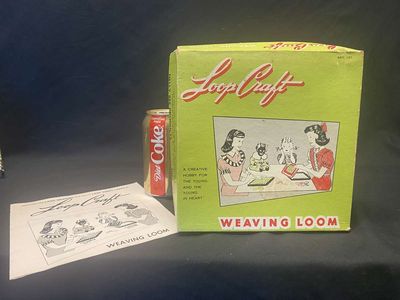 Loop Craft
A CREATIVE
HOBBY FOR
THE YOUNG
AND THE
YOUNG
IN HEART
WEAVING LOOM
Diet Coke
Loop Craft
WEAVING LOOM